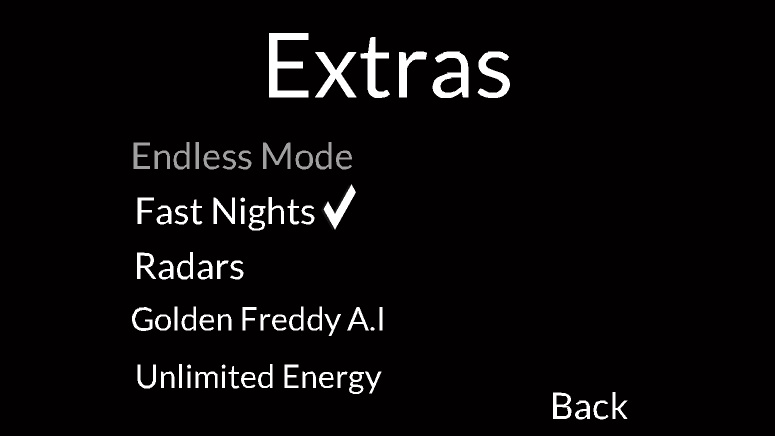 Extras
Endless Mode
Fast Nights ✓
Radars
Golden Freddy A.I
Unlimited Energy
Back